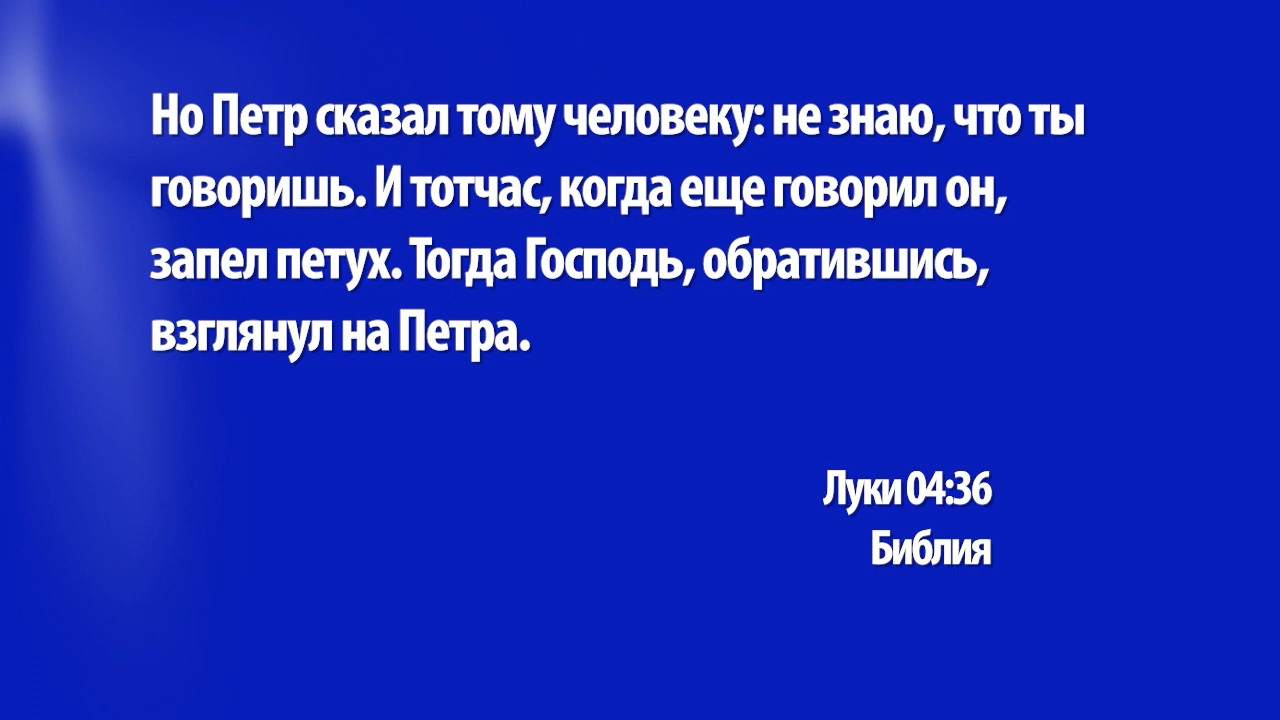 Но Петр сказал тому человеку: не знаю, что ты
говоришь. И тотчас, когда еще говорил он,
запел петух. Тогда Господь, обратившись,
взглянул на Петра.
Луки 04:36
Библия